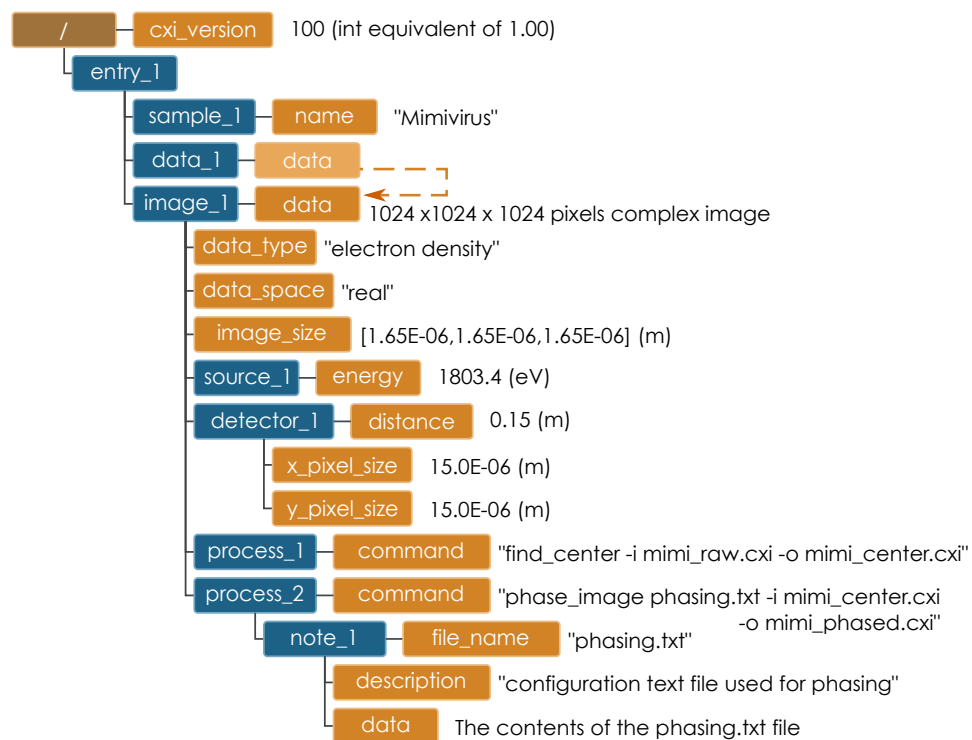 / cxi_version 100 (int equivalent of 1.00)
entry_1
sample_1 name "Mimivirus"
data_1 data
image_1 data
1024 x1024 x 1024 pixels complex image
data_type "electron density"
data_space "real"
image_size [1.65E-06,1.65E-06,1.65E-06] (m)
source_1 energy 1803.4 (eV)
detector_1 distance 0.15 (m)
x_pixel_size 15.0E-06 (m)
y_pixel_size 15.0E-06 (m)
process_1 command "find_center -i mimi_raw.cxi -o mimi_center.cxi"
process_2 command "phase_image phasing.txt -i mimi_center.cxi
-o mimi_phased.cxi"
note_1 file_name "phasing.txt"
description "configuration text file used for phasing"
data The contents of the phasing.txt file